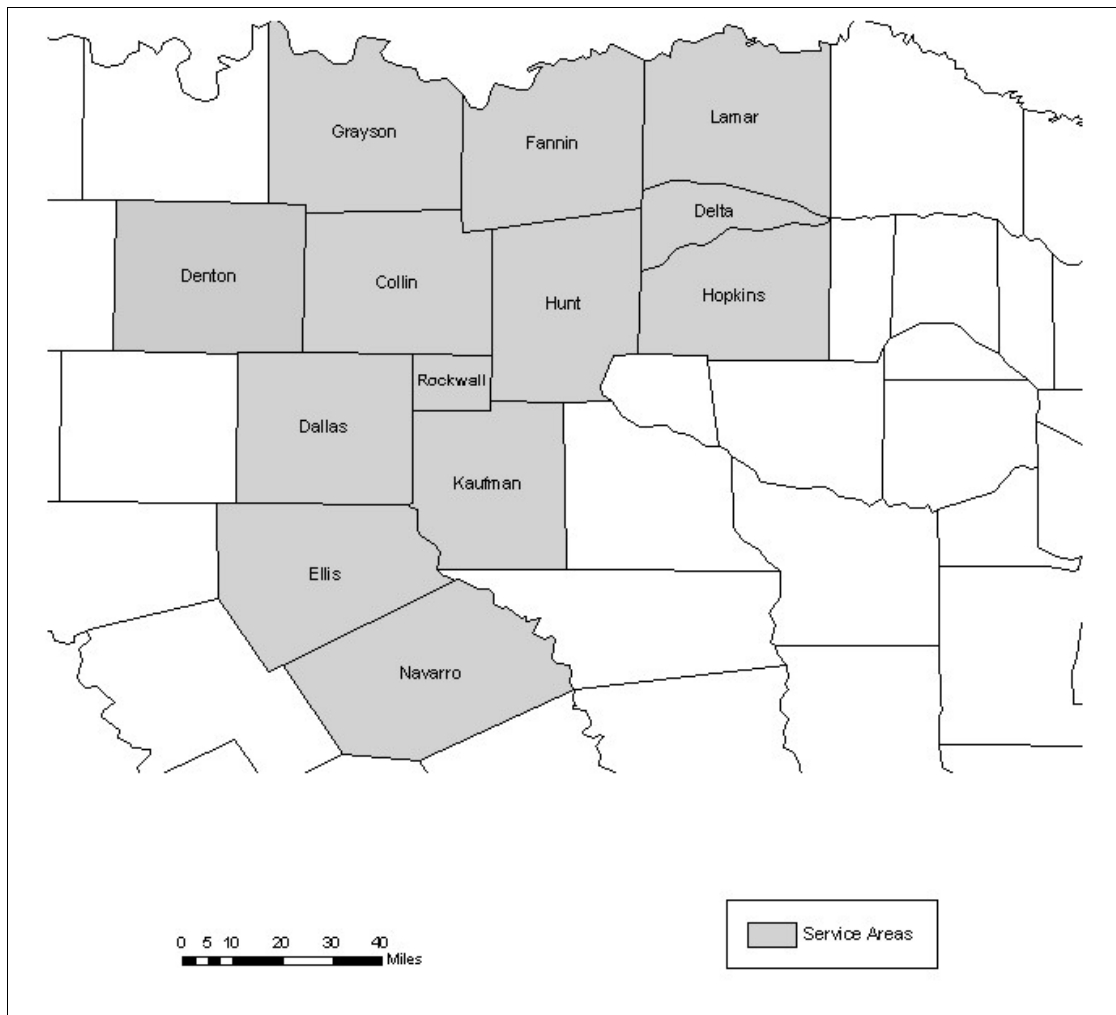 Grayson
Fannin
Lamar
Delta
Denton
Collin
Hunt
Hopkins
Rockwall
Dallas
Kaufman
Ellis
Navarro
0 5 10 20 30 40
Miles
Service Areas